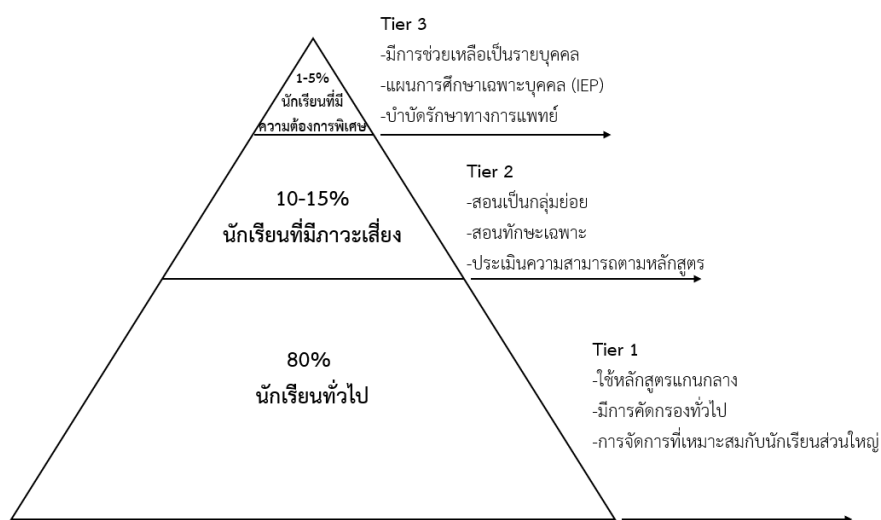 Tier 3
-มีการช่วยเหลือเป็นรายบุคคล
-แผนการศึกษาเฉพาะบุคคล (IEP)
-บำบัดรักษาทางการแพทย์
1-5%
นักเรียนที่มี
ความต้องการพิเศษ
Tier 2
-สอนเป็นกลุ่มย่อย
-สอนทักษะเฉพาะ
-ประเมินความสามารถตามหลักสูตร
10-15%
นักเรียนที่มีภาวะเสี่ยง
Tier 1
-ใช้หลักสูตรแกนกลาง
-มีการคัดกรองทั่วไป
-การจัดการที่เหมาะสมกับนักเรียนส่วนใหญ่
80%
นักเรียนทั่วไป